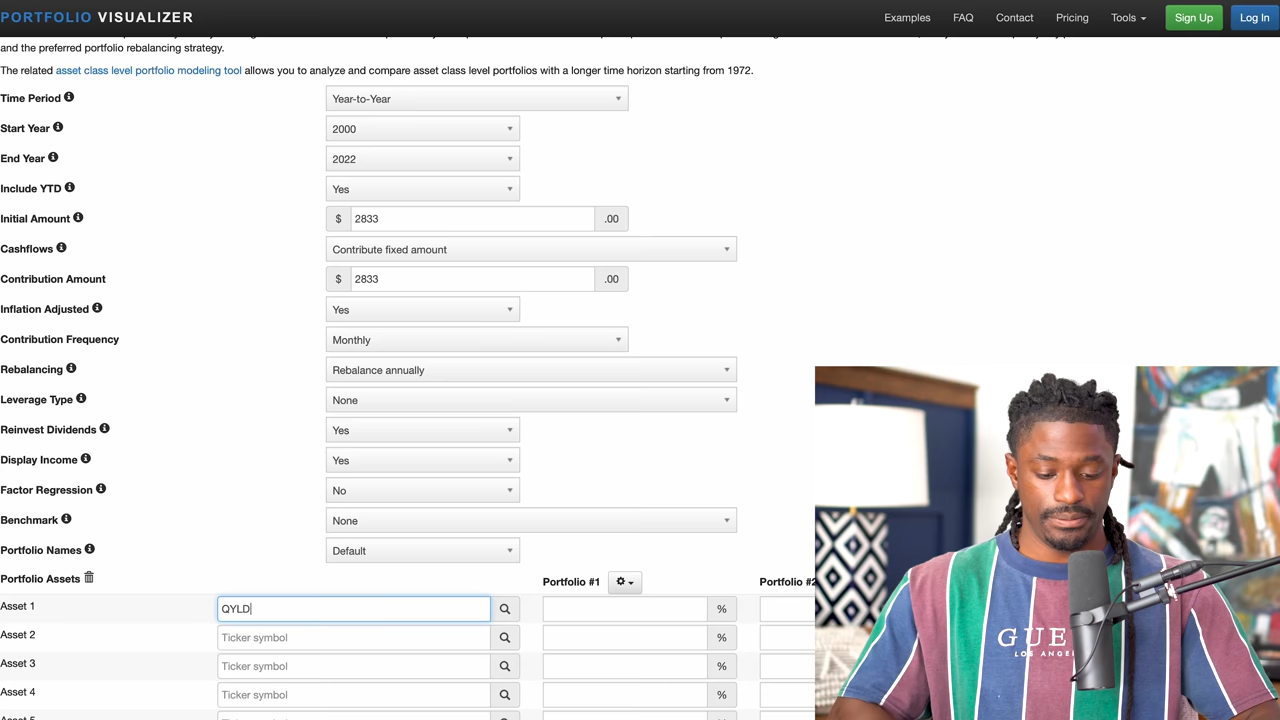 PORTFOLIO VISUALIZER
Examples FAQ Contact Pricing Tools Sign Up Log In
and the preferred portfolio rebalancing strategy.
The related asset class level portfolio modeling tool allows you to analyze and compare asset class level portfolios with a longer time horizon starting from 1972.
Time Period Year-to-Year
Start Year 2000
End Year 2022
Include YTD Yes
Initial Amount $ 2833 .00
Cashflows Contribute fixed amount
Contribution Amount $ 2833 .00
Inflation Adjusted Yes
Contribution Frequency Monthly
Rebalancing Rebalance annually
Leverage Type None
Reinvest Dividends Yes
Display Income Yes
Factor Regression No
Benchmark None
Portfolio Names Default
Portfolio Assets Portfolio #1 Portfolio #2
Asset 1 QYLD %
Asset 2 Ticker symbol %
Asset 3 Ticker symbol %
Asset 4 Ticker symbol %
GUE
LOS ANGE